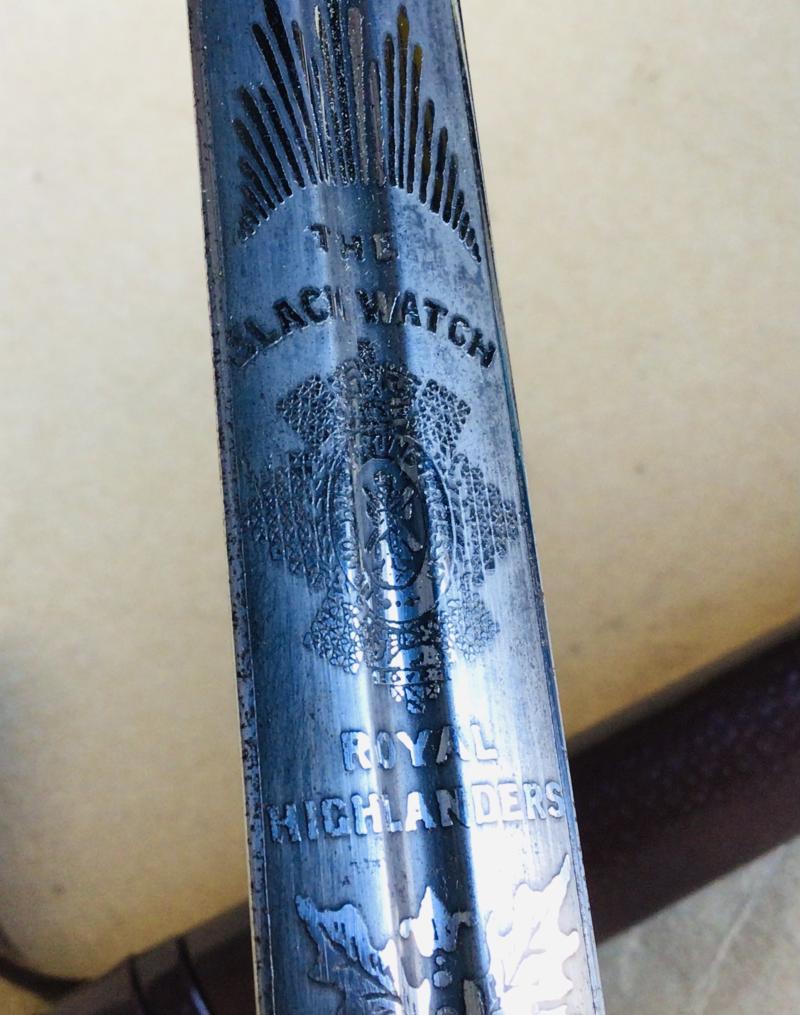 THE
BLACK WATCH
ROYAL
HIGHLANDERS